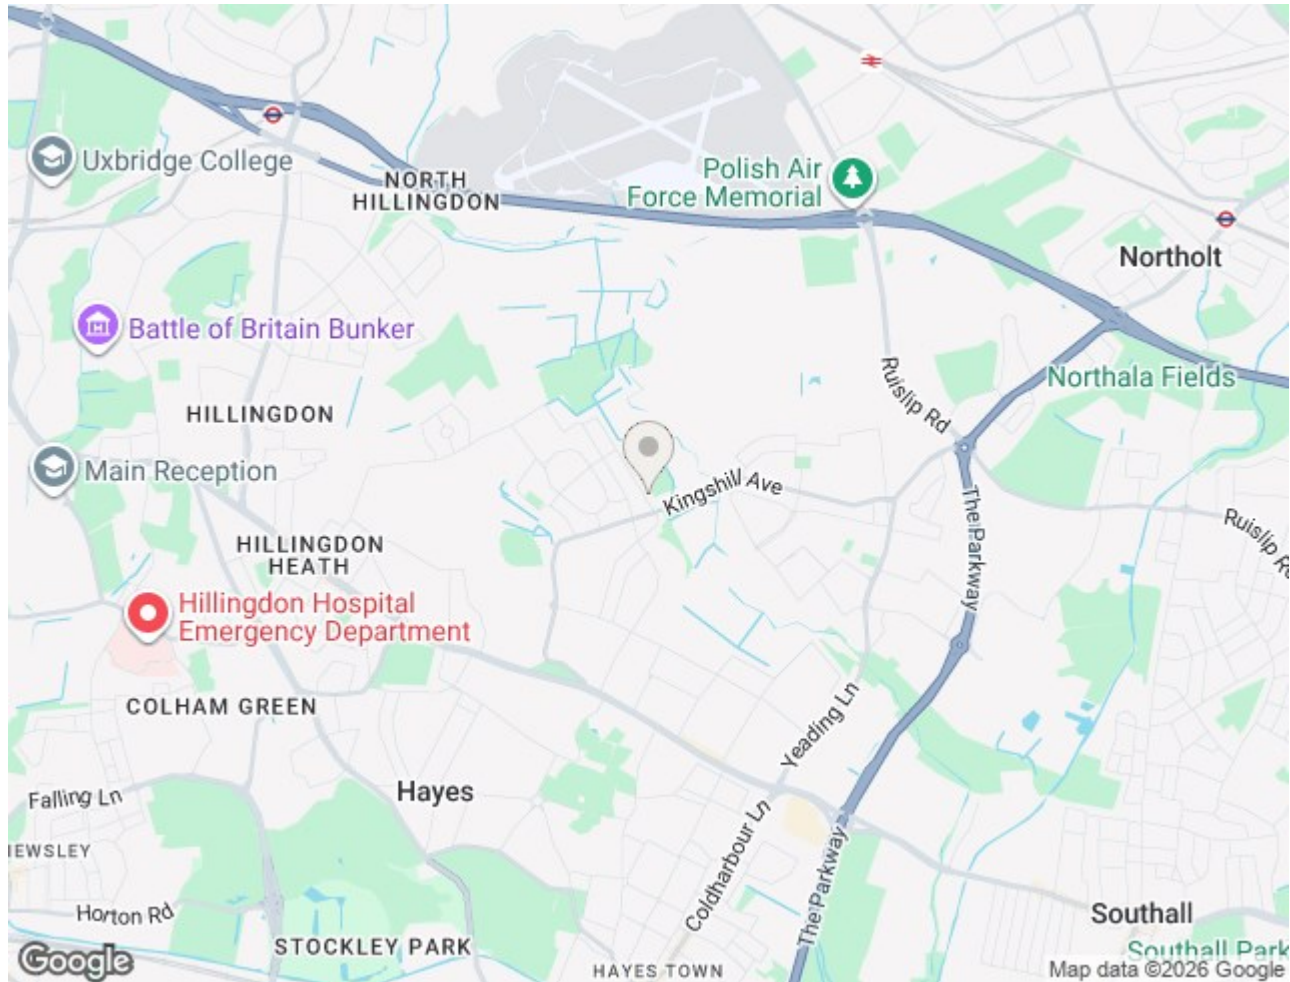 Uxbridge College
NORTH
HILLINGDON
Polish Air
Force Memorial
Northolt
Battle of Britain Bunker
Ruislip Rd
Northala Fields
HILLINGDON
Main Reception
Kingshill Ave
The Parkway
Ruislip Rd
HILLINGDON
HEATH
Hillingdon Hospital
Emergency Department
COLHAM GREEN
Yeading Ln
Falling Ln
Hayes
IEWSLEY
Coldharbour Ln
The Parkway
Horton Rd
STOCKLEY PARK
Southall
Southall Park
Google
HAYES TOWN
Map data ©2026 Google